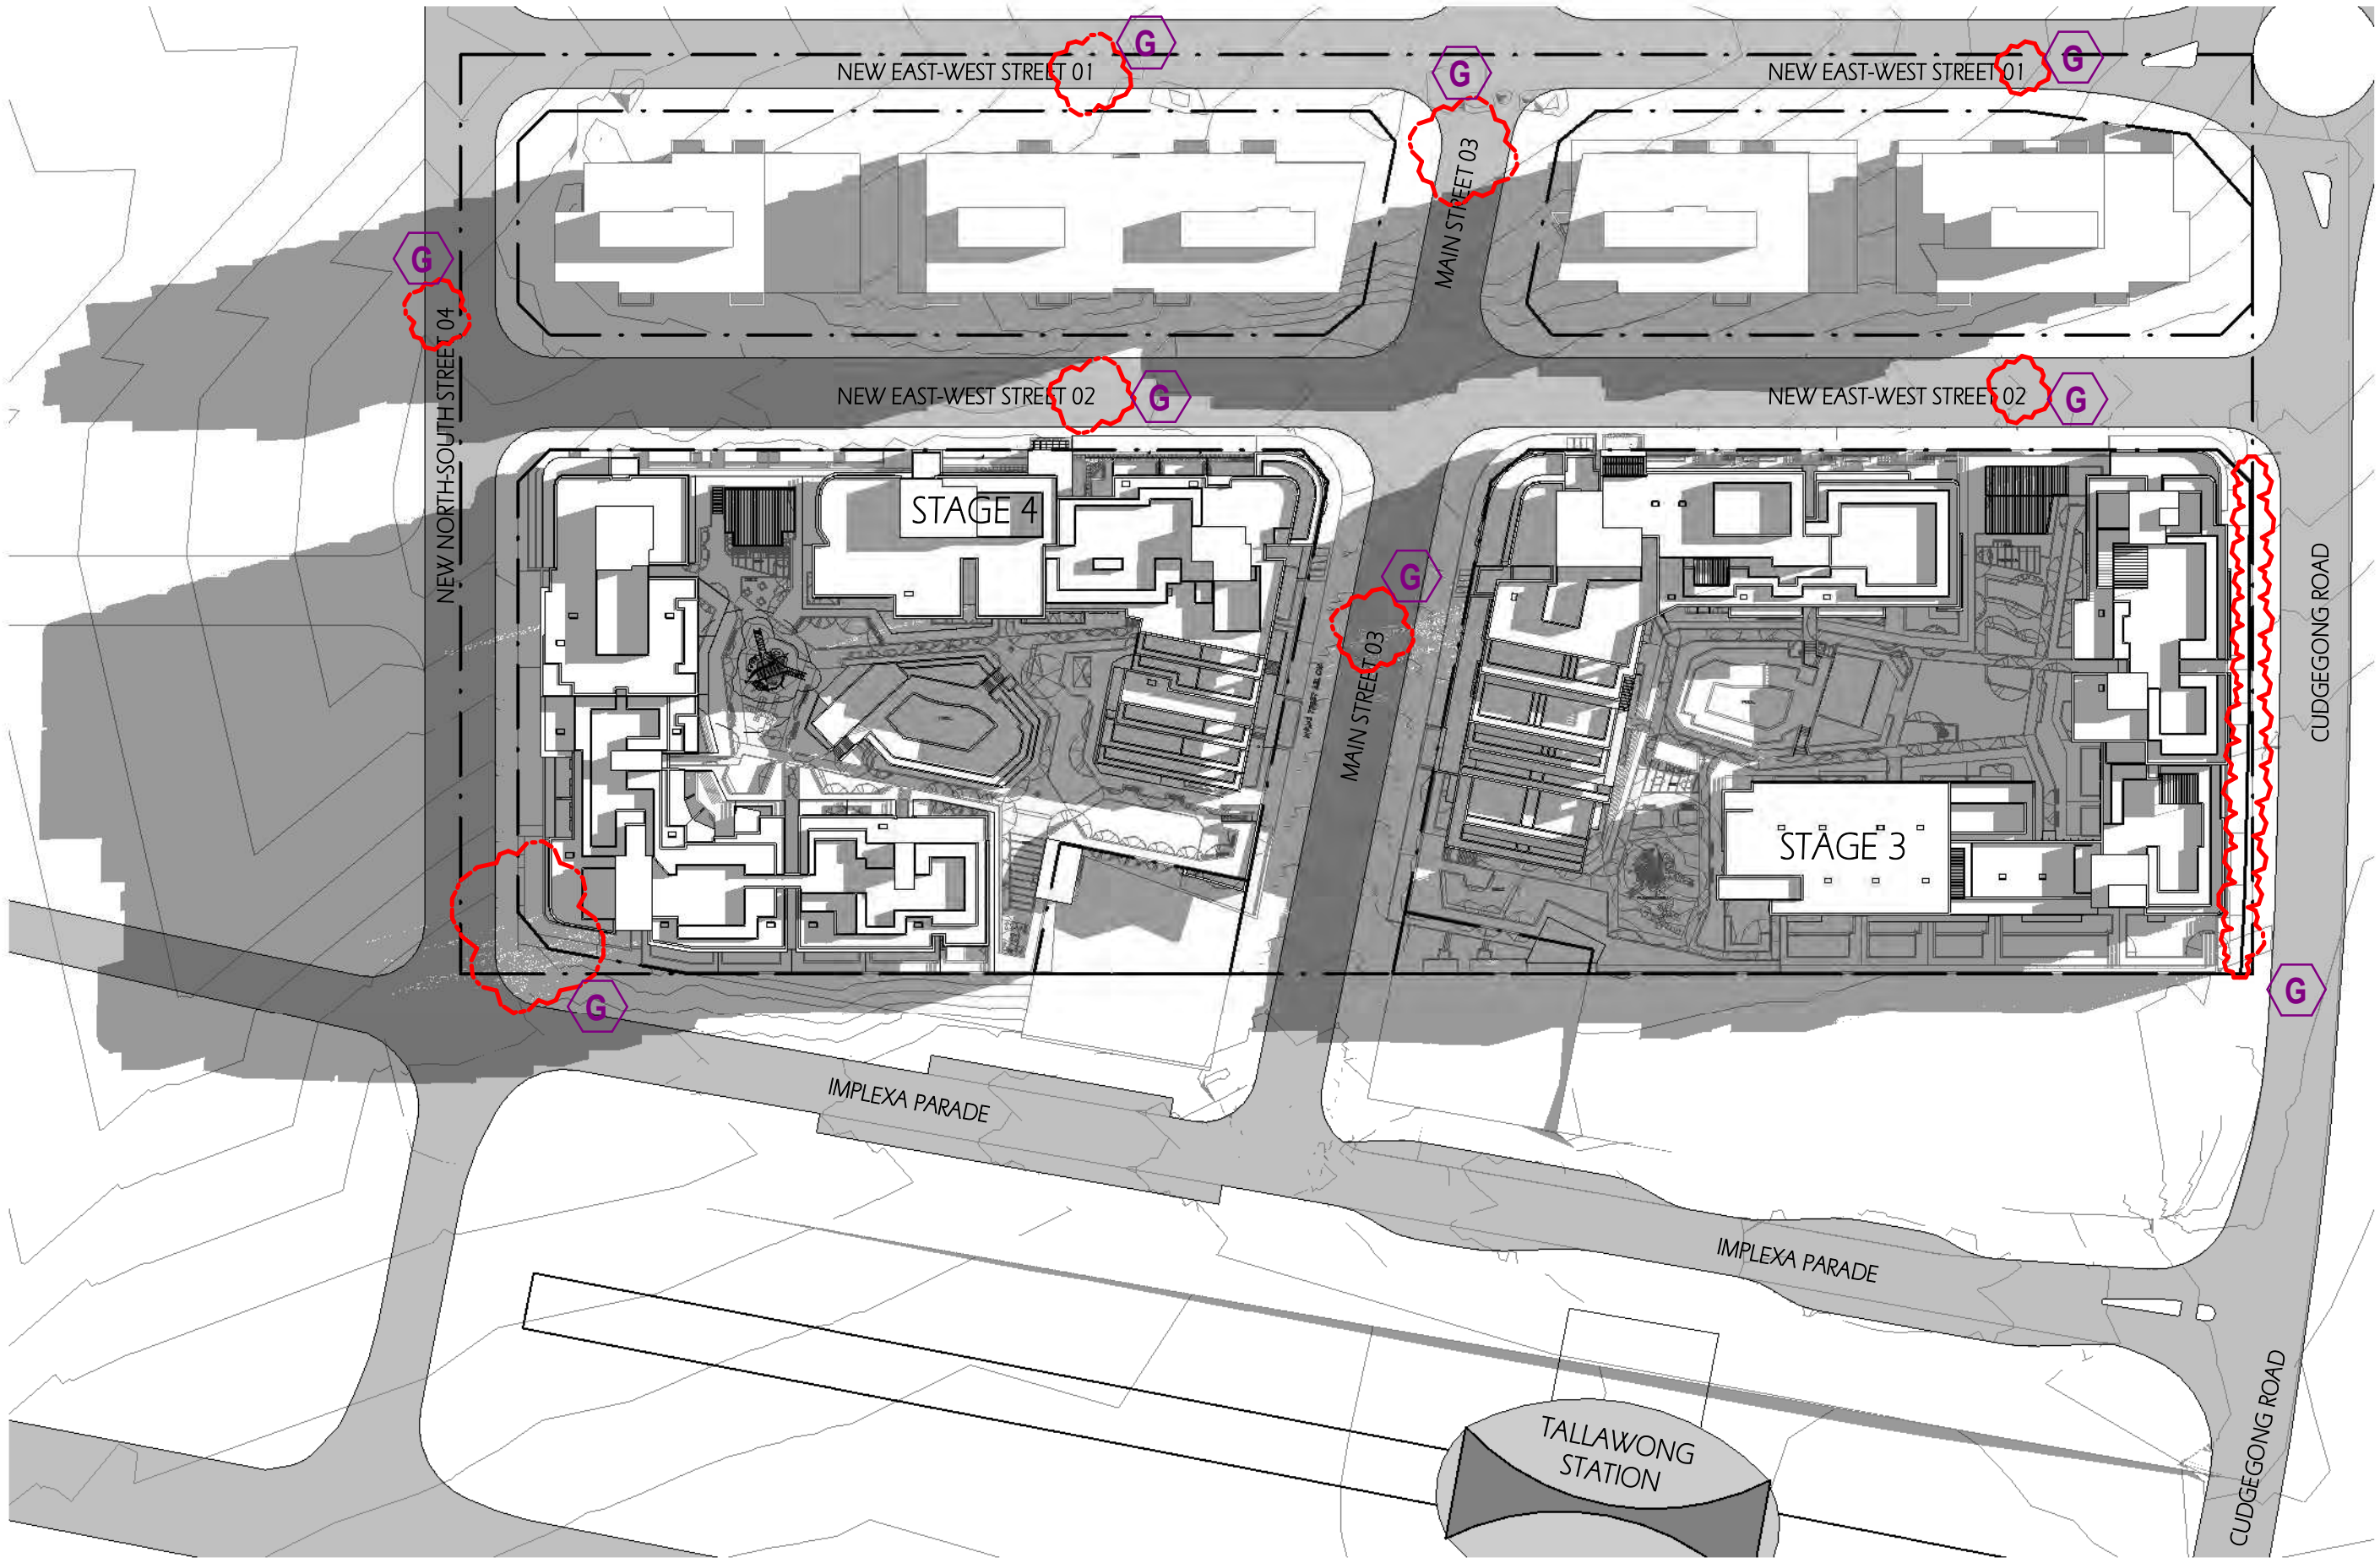 G
G
G
NEW EAST-WEST STREET 01
NEW EAST-WEST STREET 01
MAIN STREET 03
G
NEW NORTH-SOUTH STREET 04
NEW EAST-WEST STREET 02
G
NEW EAST-WEST STREET 02
G
STAGE 4
G
MAIN STREET 03
CUDGEGONG ROAD
STAGE 3
G
G
IMPLEXA PARADE
IMPLEXA PARADE
TALLAWONG
STATION
CUDGEGONG ROAD